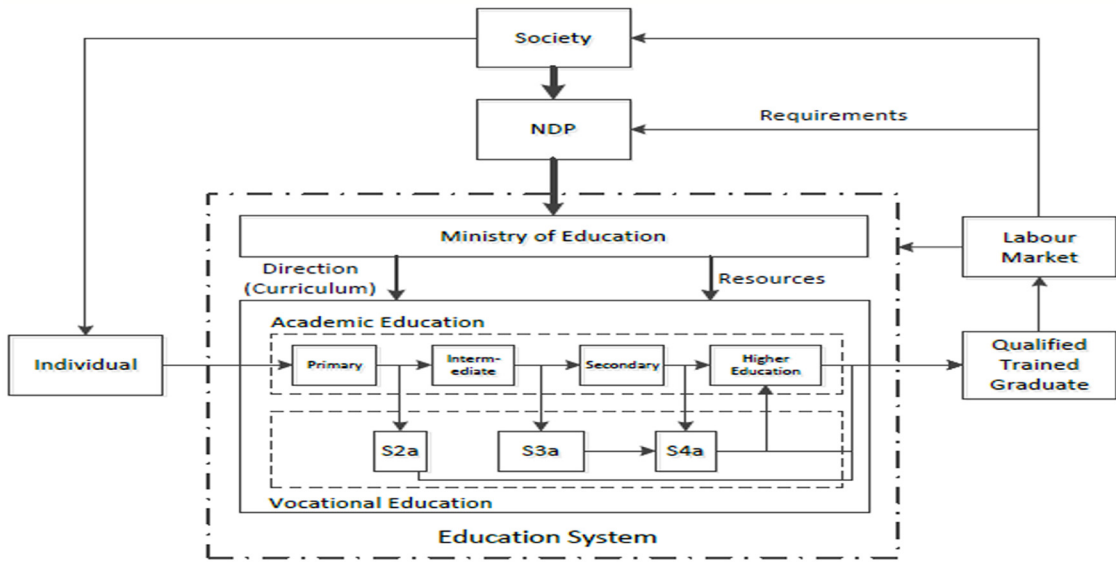 Society
NDP
Requirements
Ministry of Education
Labour
Market
Direction
(Curriculum)
Resources
Academic Education
Individual
Primary
Interm-
ediate
Secondary
Higher
Education
Qualified
Trained
Graduate
S2a
S3a
S4a
Vocational Education
Education System